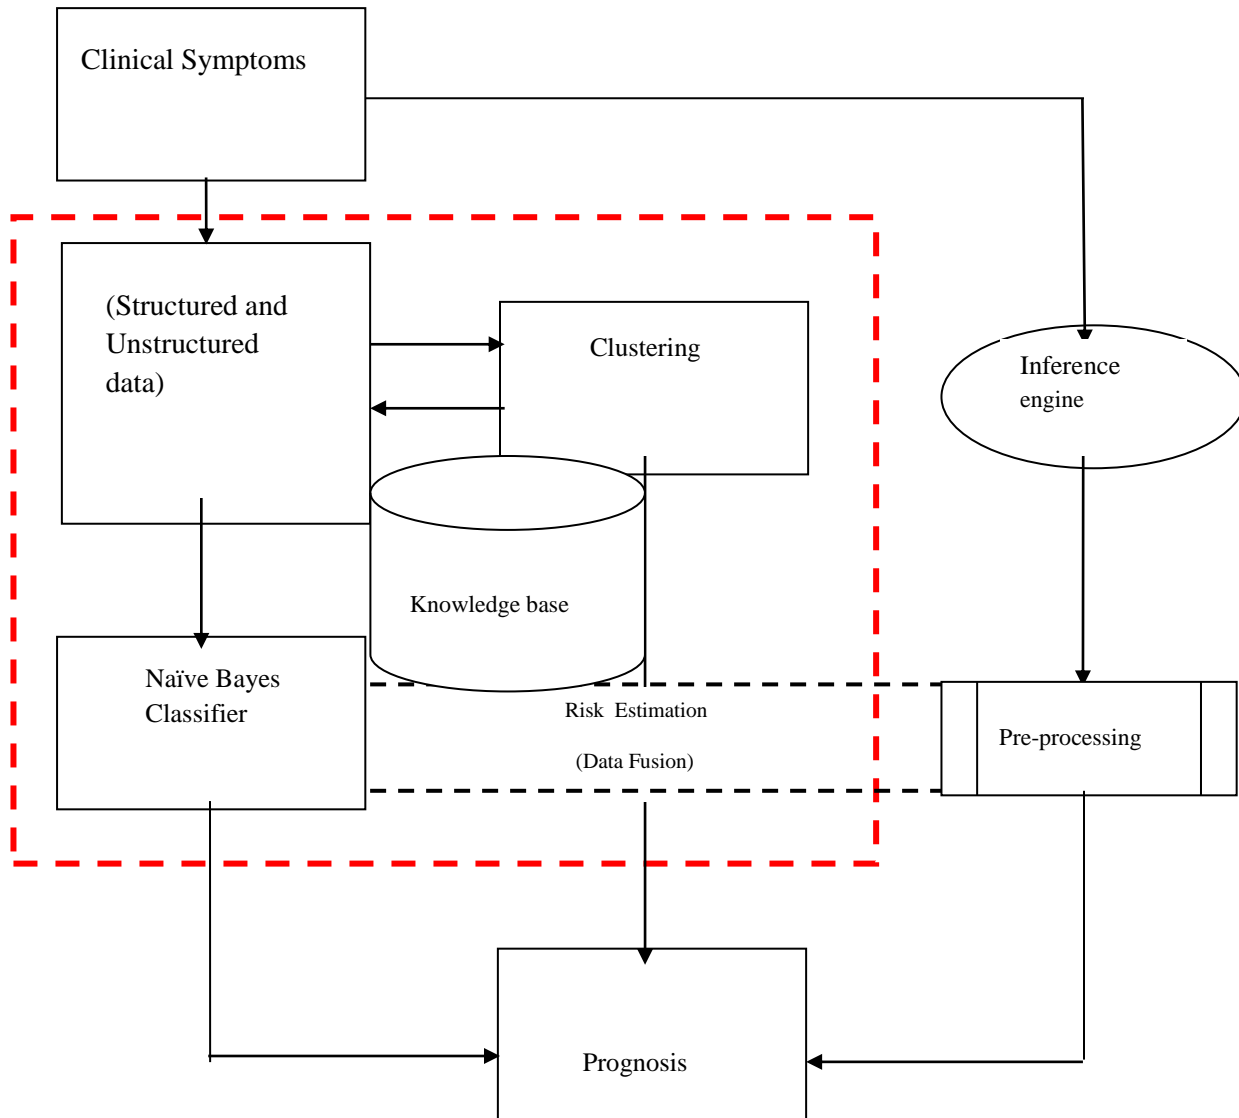 Clinical Symptoms
(Structured and
Unstructured
data)
Clustering
Inference
engine
Knowledge base
Naïve Bayes
Classifier
Risk Estimation
(Data Fusion)
Pre-processing
Prognosis